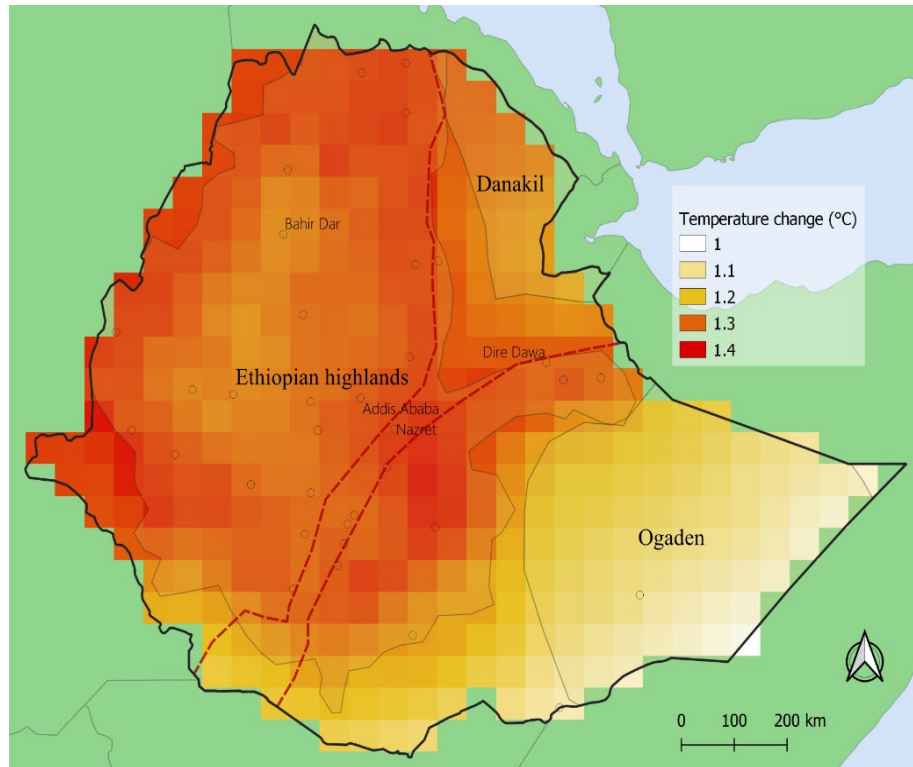 Danakil
Bahir Dar
Temperature change (°C)
1
1.1
1.2
1.3
1.4
Dire Dawa
Ethiopian highlands
Addis Ababa
Nazret
Ogaden
0 100 200 km